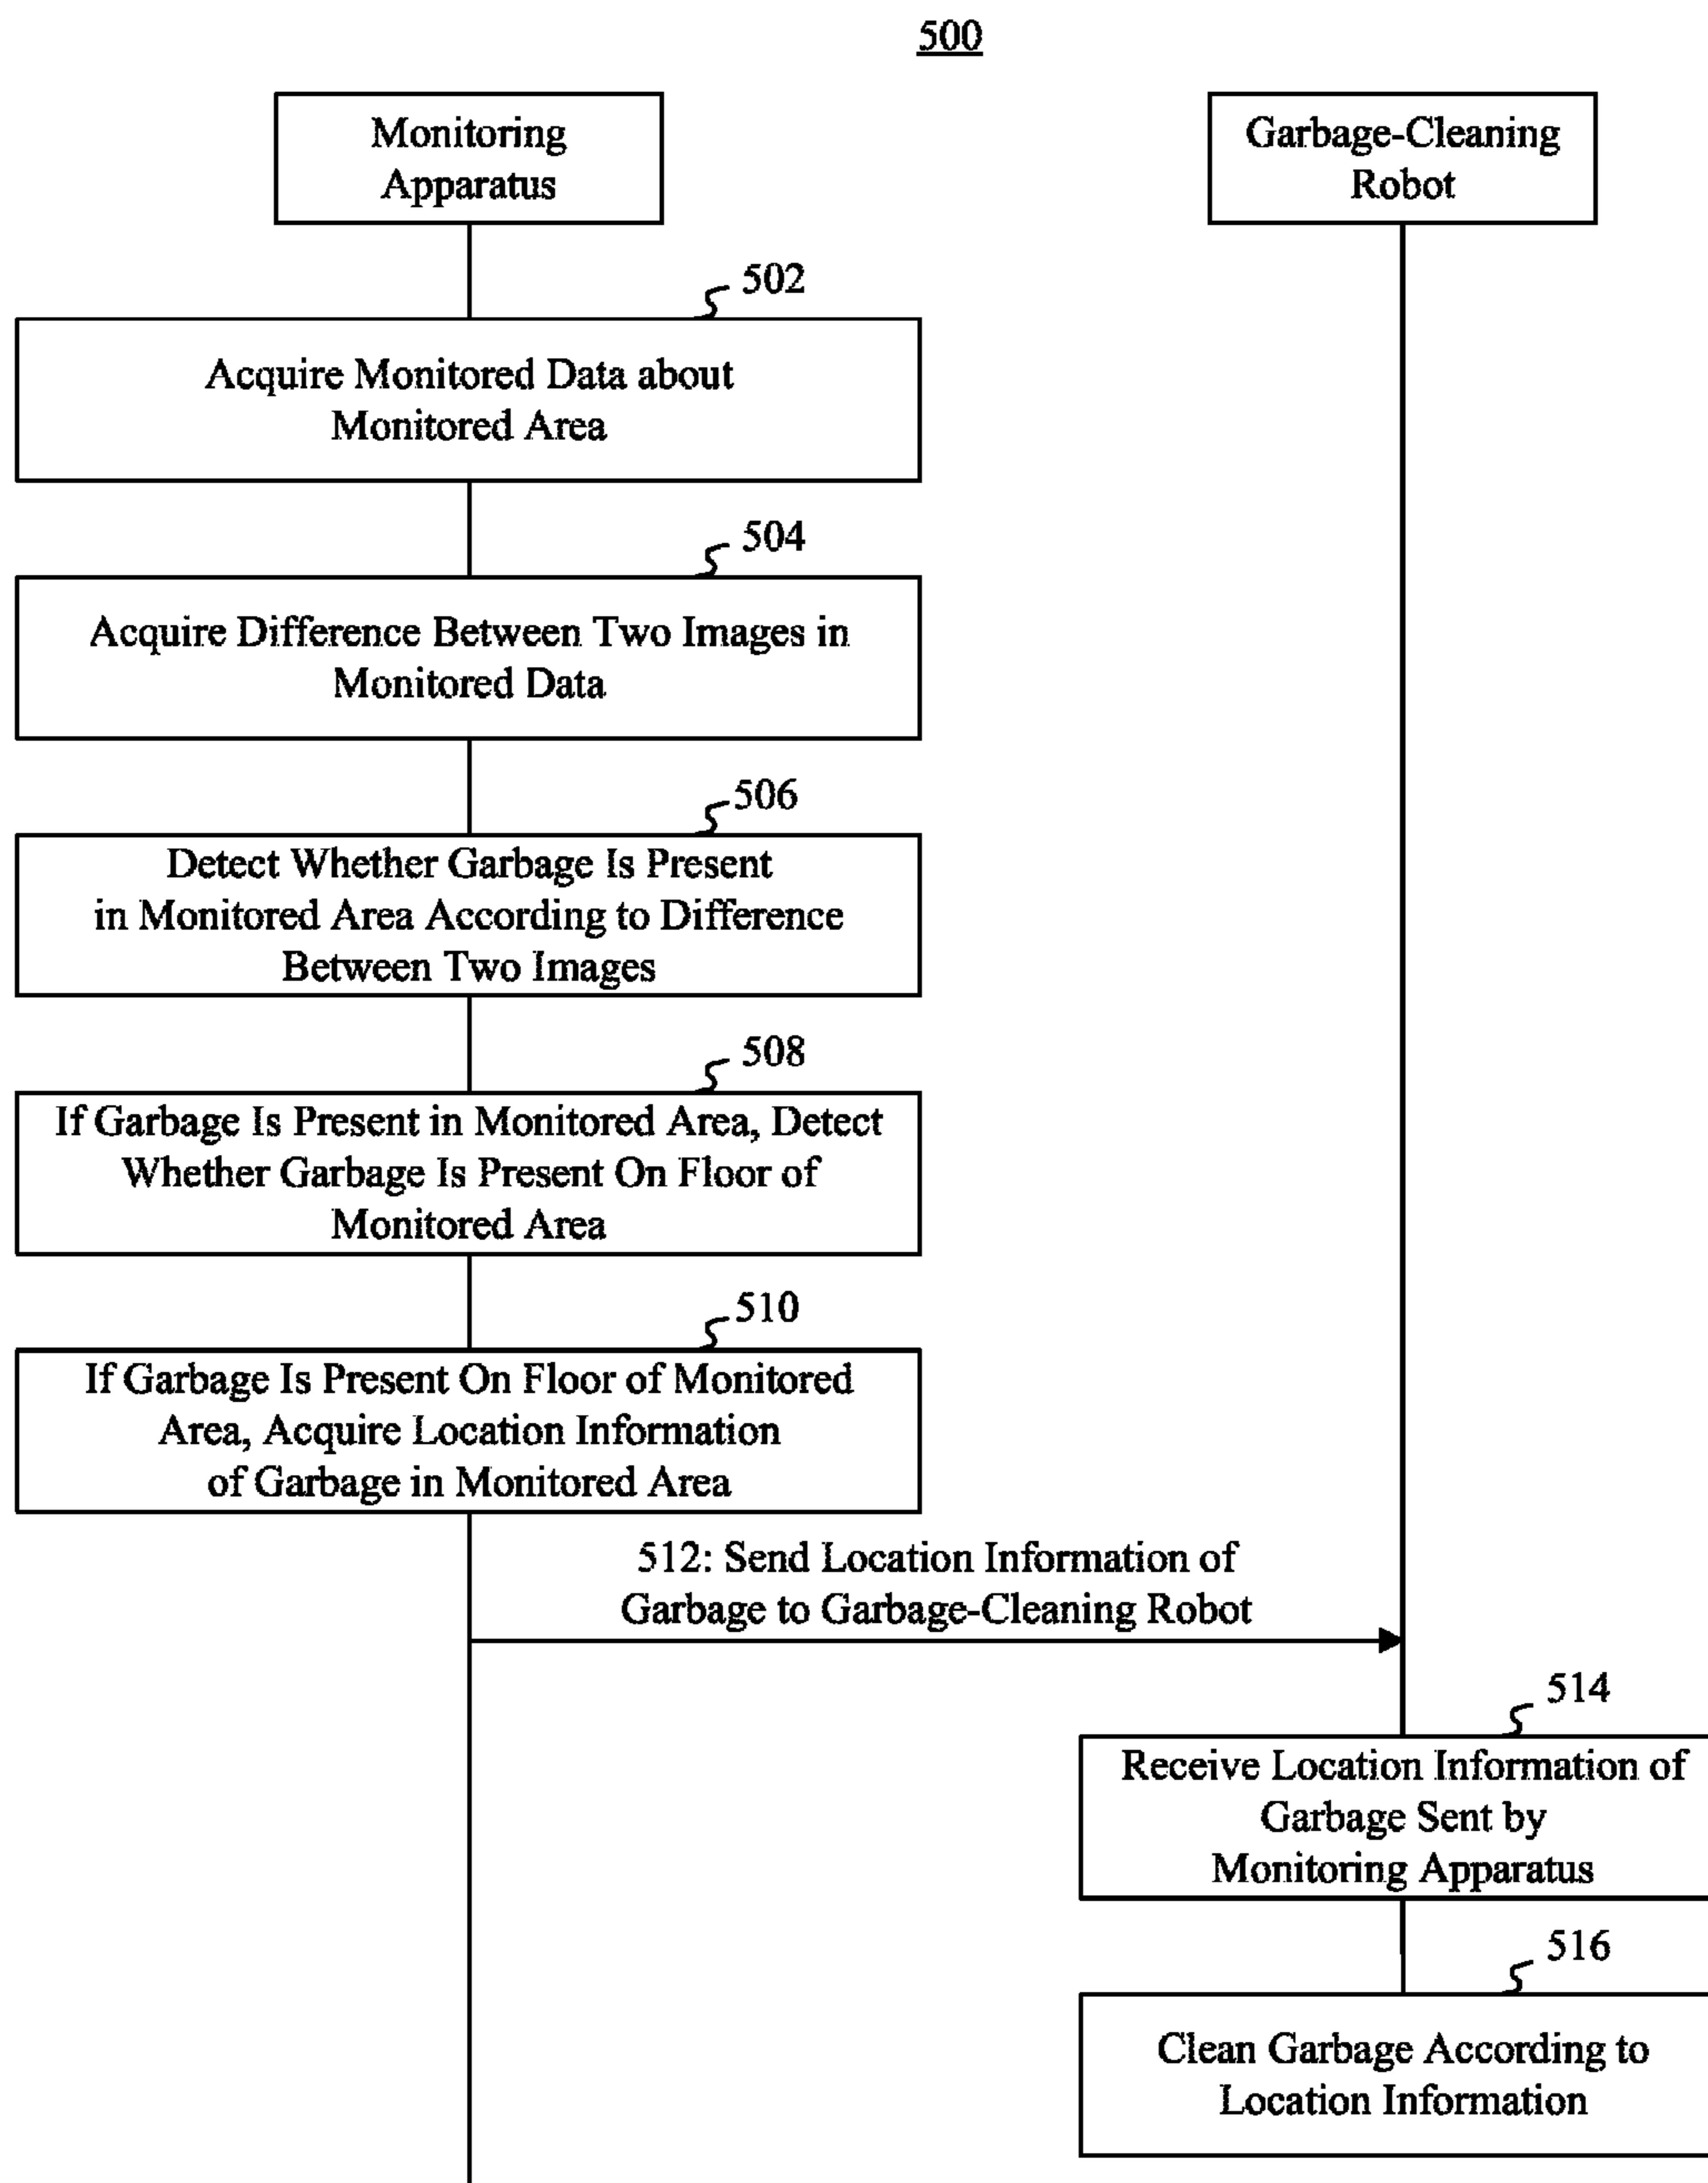 500
Monitoring
Apparatus
Garbage-Cleaning
Robot
502
Acquire Monitored Data about
Monitored Area
504
Acquire Difference Between Two Images in
Monitored Data
506
Detect Whether Garbage Is Present
in Monitored Area According to Difference
Between Two Images
508
If Garbage Is Present in Monitored Area, Detect
Whether Garbage Is Present On Floor of
Monitored Area
510
If Garbage Is Present On Floor of Monitored
Area, Acquire Location Information
of Garbage in Monitored Area
512: Send Location Information of
Garbage to Garbage-Cleaning Robot
514
Receive Location Information of
Garbage Sent by
Monitoring Apparatus
516
Clean Garbage According to
Location Information